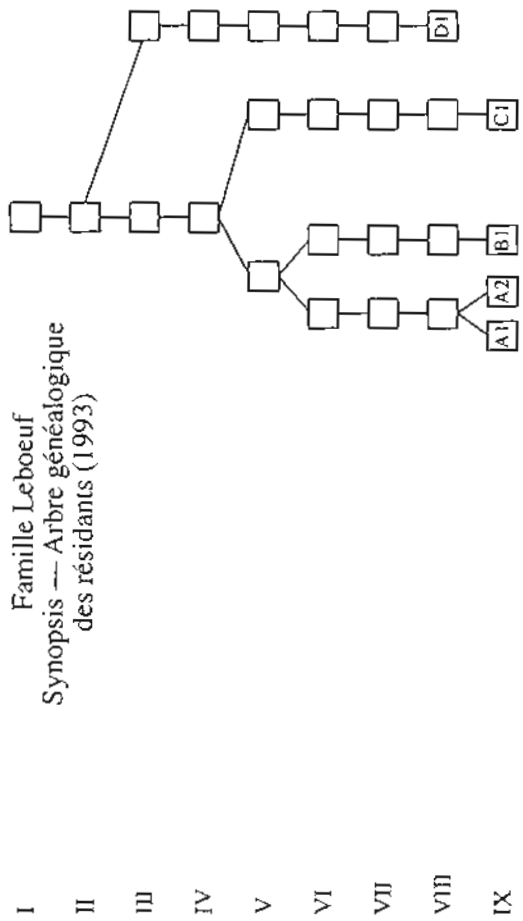 Famille Leboeuf
Synopsis — Arbre généalogique
des résidants (1993)
I
II
III
IV
V
VI
VII
VIII
D1
IX
A1 A2 B1 C1